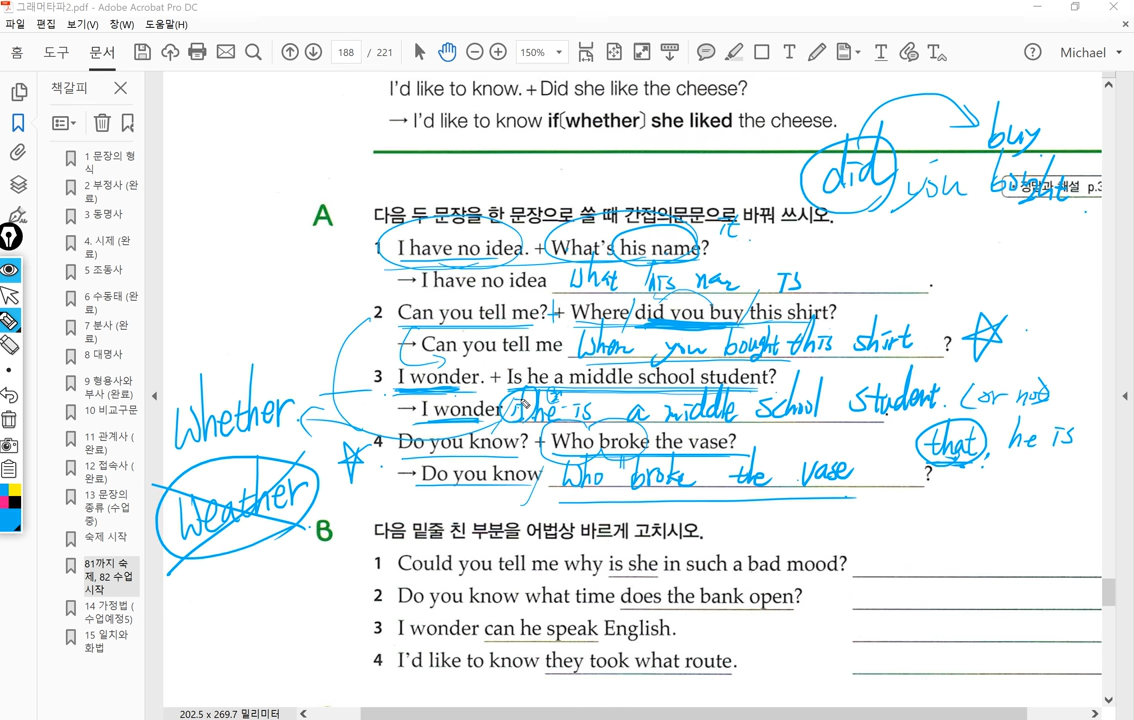 그래머타파2.pdf - Adobe Acrobat Pro DC
파일 편집 보기(V) 창(W) 도움말(H)
홈 도구 문서 188 / 221 150% Michael
책갈피
1 문장의 형식
2 부정사 (완료)
3 동명사
4. 시제 (완료)
5 조동사
6 수동태 (완료)
7 분사 (완료)
8 대명사
9 형용사와 부사 (완료)
10 비교구문
11 관계사 (완료)
12 접속사 (완료)
13 문장의 종류 (수업중)
숙제 시작
81까지 숙제, 82 수업 시작
14 가정법 (수업예정5)
15 일치와 화법
I'd like to know. + Did she like the cheese?
→ I'd like to know if(whether) she liked the cheese.
did you buy
bought
p.3
A 다음 두 문장을 한 문장으로 쓸 때 간접의문문으로 바꿔 쓰시오.
it
1 I have no idea. + What's his name?
→ I have no idea What his name is .
2 Can you tell me? + Where did you buy this shirt?
→ Can you tell me When you bought this shirt ?
3 I wonder. + Is he a middle school student?
→ I wonder if he is a middle school student. (or not)
whether
that, he is
4 Do you know? + Who broke the vase?
→ Do you know Who broke the vase ?
weather
B 다음 밑줄 친 부분을 어법상 바르게 고치시오.
1 Could you tell me why is she in such a bad mood?
2 Do you know what time does the bank open?
3 I wonder can he speak English.
4 I'd like to know they took what route.
202.5 x 269.7 밀리미터